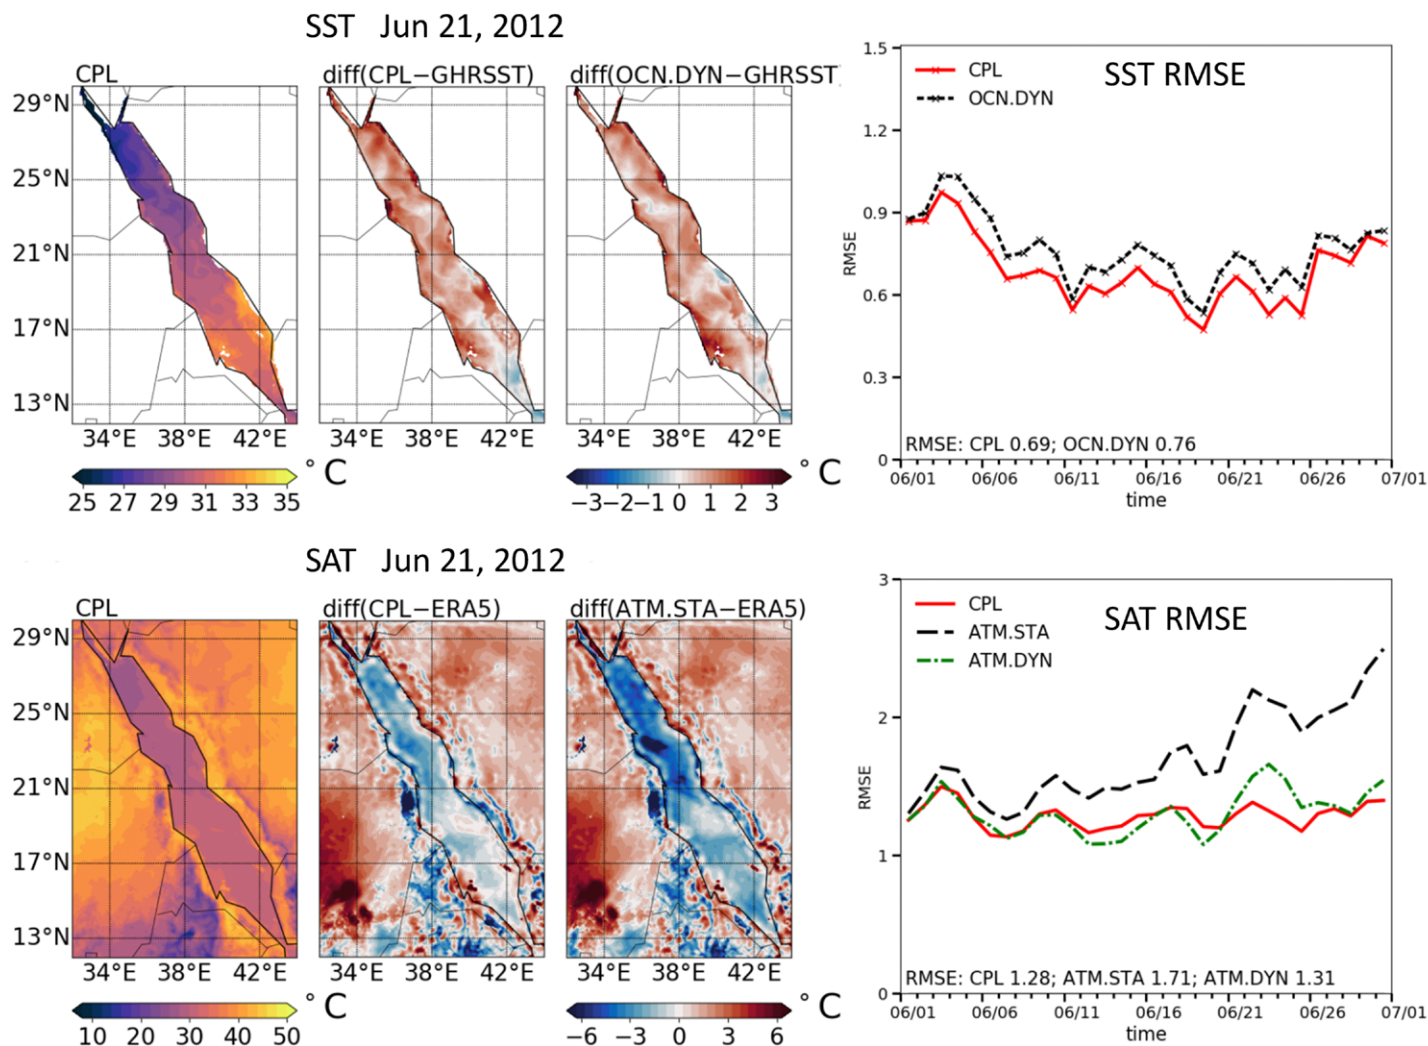 SST Jun 21, 2012
CPL
diff(CPL−GHRSST)
diff(OCN.DYN−GHRSST
29°N
25°N
21°N
17°N
13°N
34°E 38°E 42°E
34°E 38°E 42°E
34°E 38°E 42°E
25 27 29 31 33 35
° C
−3 −2 −1 0 1 2 3
° C
SST RMSE
CPL
OCN.DYN
1.5
1.2
0.9
0.6
0.3
0
RMSE
RMSE: CPL 0.69; OCN.DYN 0.76
06/01 06/06 06/11 06/16 06/21 06/26 07/01
time
SAT Jun 21, 2012
CPL
diff(CPL−ERA5)
diff(ATM.STA−ERA5)
29°N
25°N
21°N
17°N
13°N
34°E 38°E 42°E
34°E 38°E 42°E
34°E 38°E 42°E
10 20 30 40 50
° C
−6 −3 0 3 6
° C
SAT RMSE
CPL
ATM.STA
ATM.DYN
3
2
1
0
RMSE
RMSE: CPL 1.28; ATM.STA 1.71; ATM.DYN 1.31
06/01 06/06 06/11 06/16 06/21 06/26 07/01
time